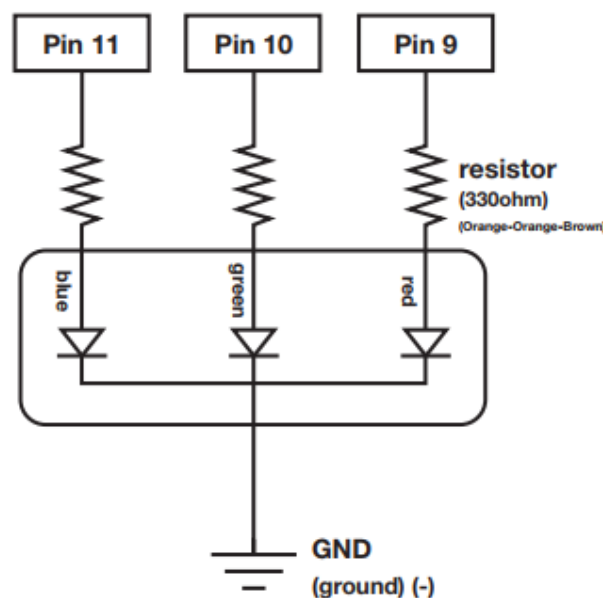 Pin 11
Pin 10
Pin 9
resistor
(330ohm)
(Orange-Orange-Brown)
blue
green
red
GND
(ground) (-)